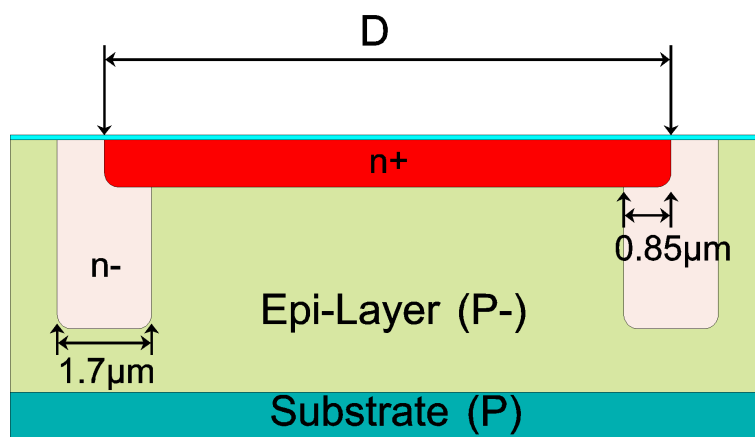 D
n+
0.85μm
n-
Epi-Layer (P-)
1.7μm
Substrate (P)